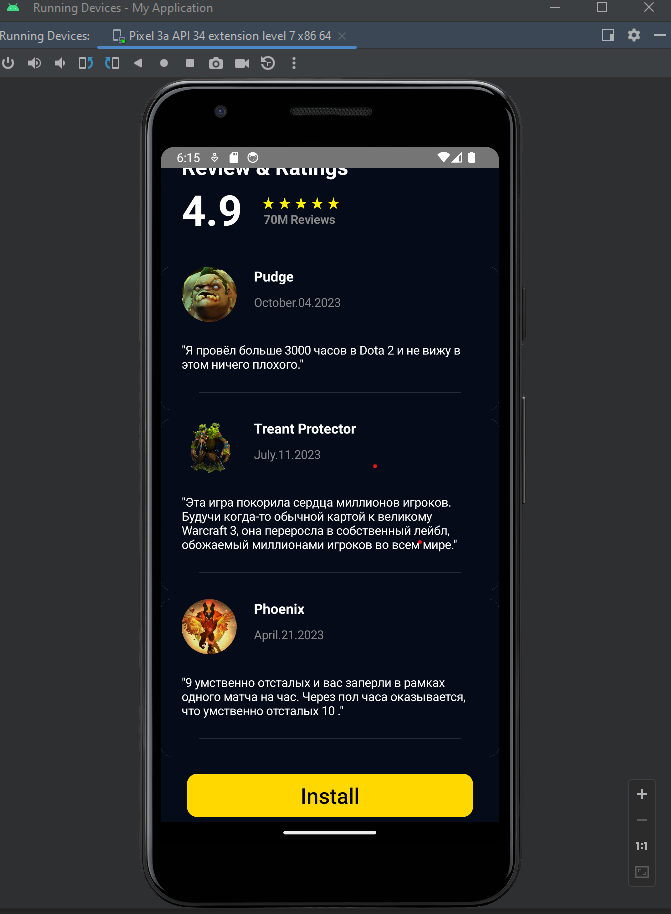 Running Devices - My Application
Running Devices:
Pixel 3a API 34 extension level 7 x86 64
6:15
Review & Ratings
4.9
70M Reviews
Pudge
October.04.2023
"Я провёл больше 3000 часов в Dota 2 и не вижу в
этом ничего плохого."
Treant Protector
July.11.2023
"Эта игра покорила сердца миллионов игроков.
Будучи когда-то обычной картой к великому
Warcraft 3, она переросла в собственный лейбл,
обожаемый миллионами игроков во всем мире."
Phoenix
April.21.2023
"9 умственно отсталых и вас заперли в рамках
одного матча на час. Через пол часа оказывается,
что умственно отсталых 10 ."
Install
1:1